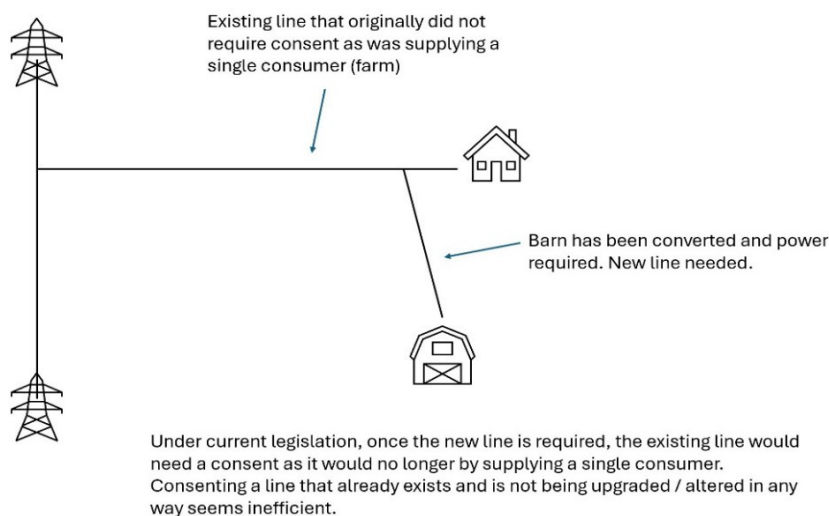 Existing line that originally did not
require consent as was supplying a
single consumer (farm)
Barn has been converted and power
required. New line needed.
Under current legislation, once the new line is required, the existing line would
need a consent as it would no longer by supplying a single consumer.
Consenting a line that already exists and is not being upgraded / altered in any
way seems inefficient.